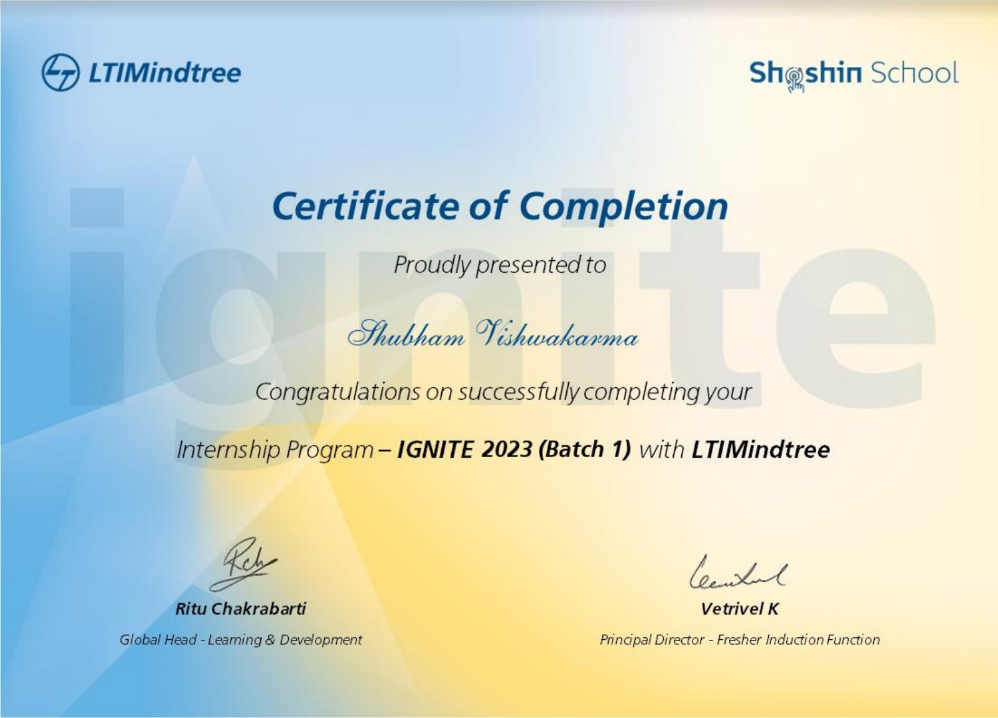 LTIMindtree
Shoshin School
ignite
Certificate of Completion
Proudly presented to
Shubham Vishwakarma
Congratulations on successfully completing your
Internship Program – IGNITE 2023 (Batch 1) with LTIMindtree
Ritu Chakrabarti
Vetrivel K
Global Head - Learning & Development
Principal Director - Fresher Induction Function